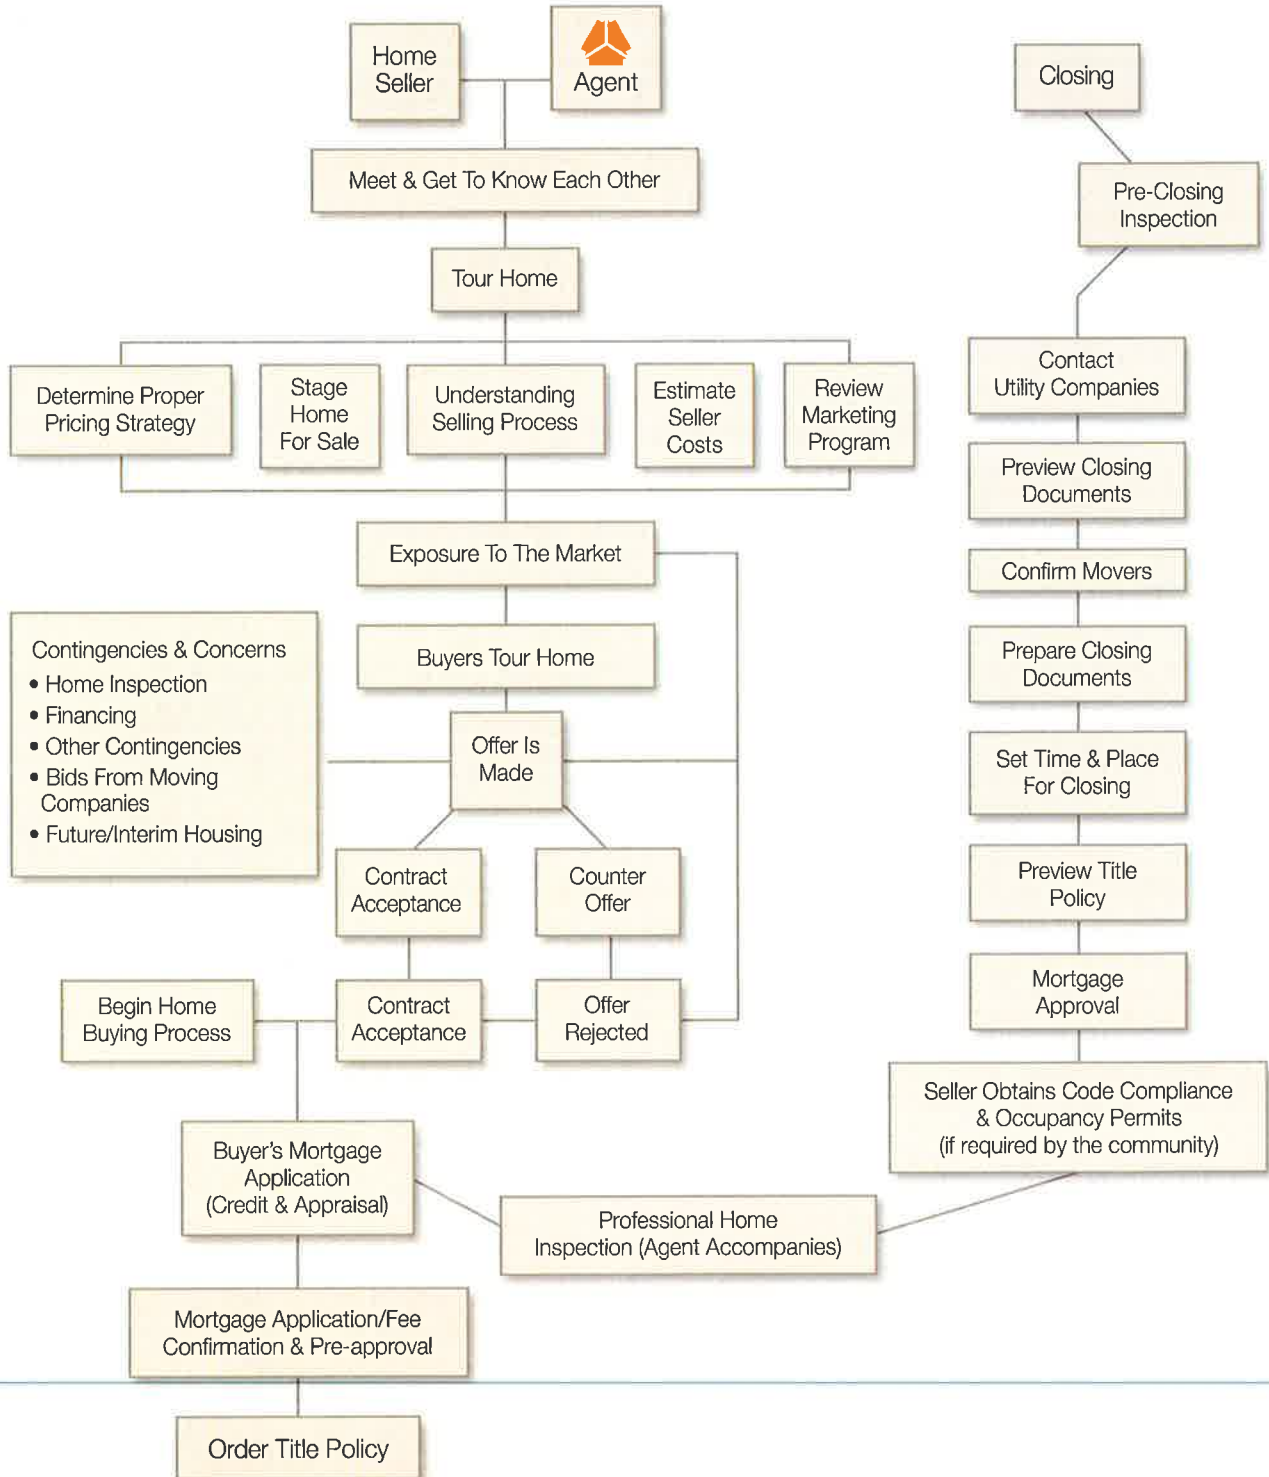 Home
Seller
Agent
Meet & Get To Know Each Other
Tour Home
Determine Proper
Pricing Strategy
Stage
Home
For Sale
Understanding
Selling Process
Estimate
Seller
Costs
Review
Marketing
Program
Exposure To The Market
Buyers Tour Home
Contingencies & Concerns
• Home Inspection
• Financing
• Other Contingencies
• Bids From Moving
Companies
• Future/Interim Housing
Offer Is
Made
Contract
Acceptance
Counter
Offer
Begin Home
Buying Process
Contract
Acceptance
Offer
Rejected
Buyer's Mortgage
Application
(Credit & Appraisal)
Professional Home
Inspection (Agent Accompanies)
Mortgage Application/Fee
Confirmation & Pre-approval
Order Title Policy
Closing
Pre-Closing
Inspection
Contact
Utility Companies
Preview Closing
Documents
Confirm Movers
Prepare Closing
Documents
Set Time & Place
For Closing
Preview Title
Policy
Mortgage
Approval
Seller Obtains Code Compliance
& Occupancy Permits
(if required by the community)